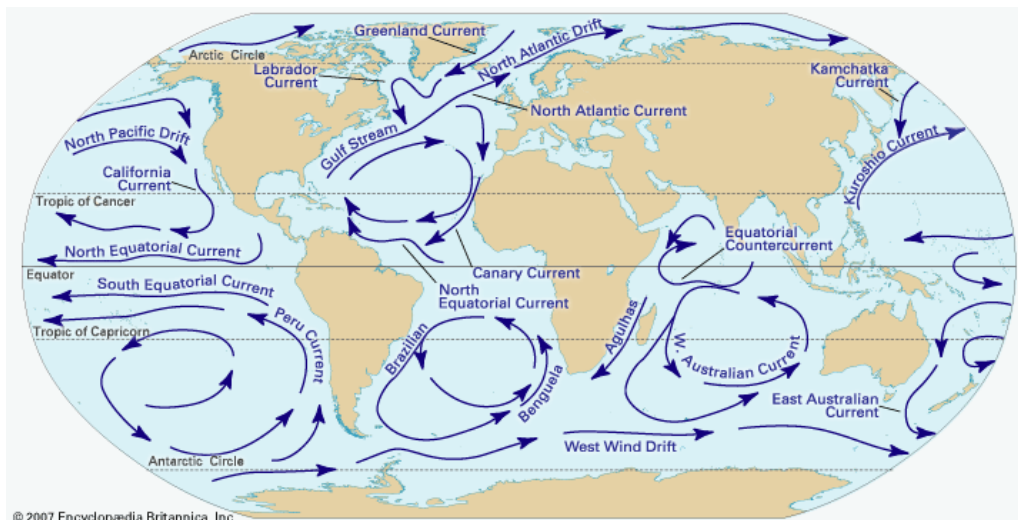 Greenland Current
North Atlantic Drift
Arctic Circle
Labrador
Current
Kamchatka
Current
North Atlantic Current
North Pacific Drift
Gulf Stream
Kuroshio Current
California
Current
Tropic of Cancer
Equatorial
Countercurrent
North Equatorial Current
Equator
Canary Current
South Equatorial Current
North
Equatorial Current
Tropic of Capricorn
Peru Current
Brazilian
Agulhas
W. Australian Current
Benguela
East Australian
Current
West Wind Drift
Antarctic Circle
© 2007 Encyclopædia Britannica, Inc.